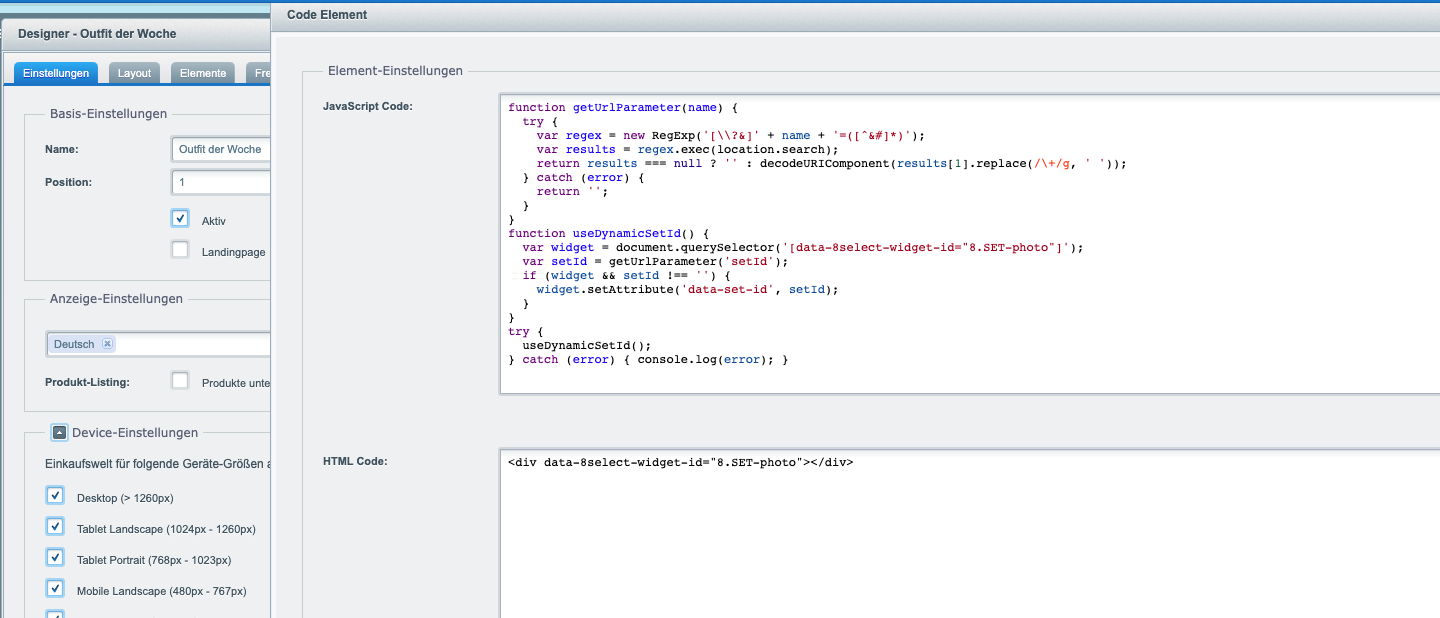 Code Element
Designer - Outfit der Woche
Einstellungen
Layout
Elemente
Fre
Basis-Einstellungen
Name:
Outfit der Woche
Position:
1
Aktiv
Landingpage
Anzeige-Einstellungen
Deutsch
Produkt-Listing:
Produkte unte
Device-Einstellungen
Einkaufswelt für folgende Geräte-Größen a
Desktop (> 1260px)
Tablet Landscape (1024px - 1260px)
Tablet Portrait (768px - 1023px)
Mobile Landscape (480px - 767px)
Element-Einstellungen
JavaScript Code:
function getUrlParameter(name) {
  try {
    var regex = new RegExp('[\\?&]' + name + '=([^&#]*)');
    var results = regex.exec(location.search);
    return results === null ? '' : decodeURIComponent(results[1].replace(/\+/g, ' '));
  } catch (error) {
    return '';
  }
}
function useDynamicSetId() {
  var widget = document.querySelector('[data-8select-widget-id="8.SET-photo"]');
  var setId = getUrlParameter('setId');
  if (widget && setId !== '') {
    widget.setAttribute('data-set-id', setId);
  }
}
try {
  useDynamicSetId();
} catch (error) { console.log(error); }
HTML Code:
<div data-8select-widget-id="8.SET-photo"></div>